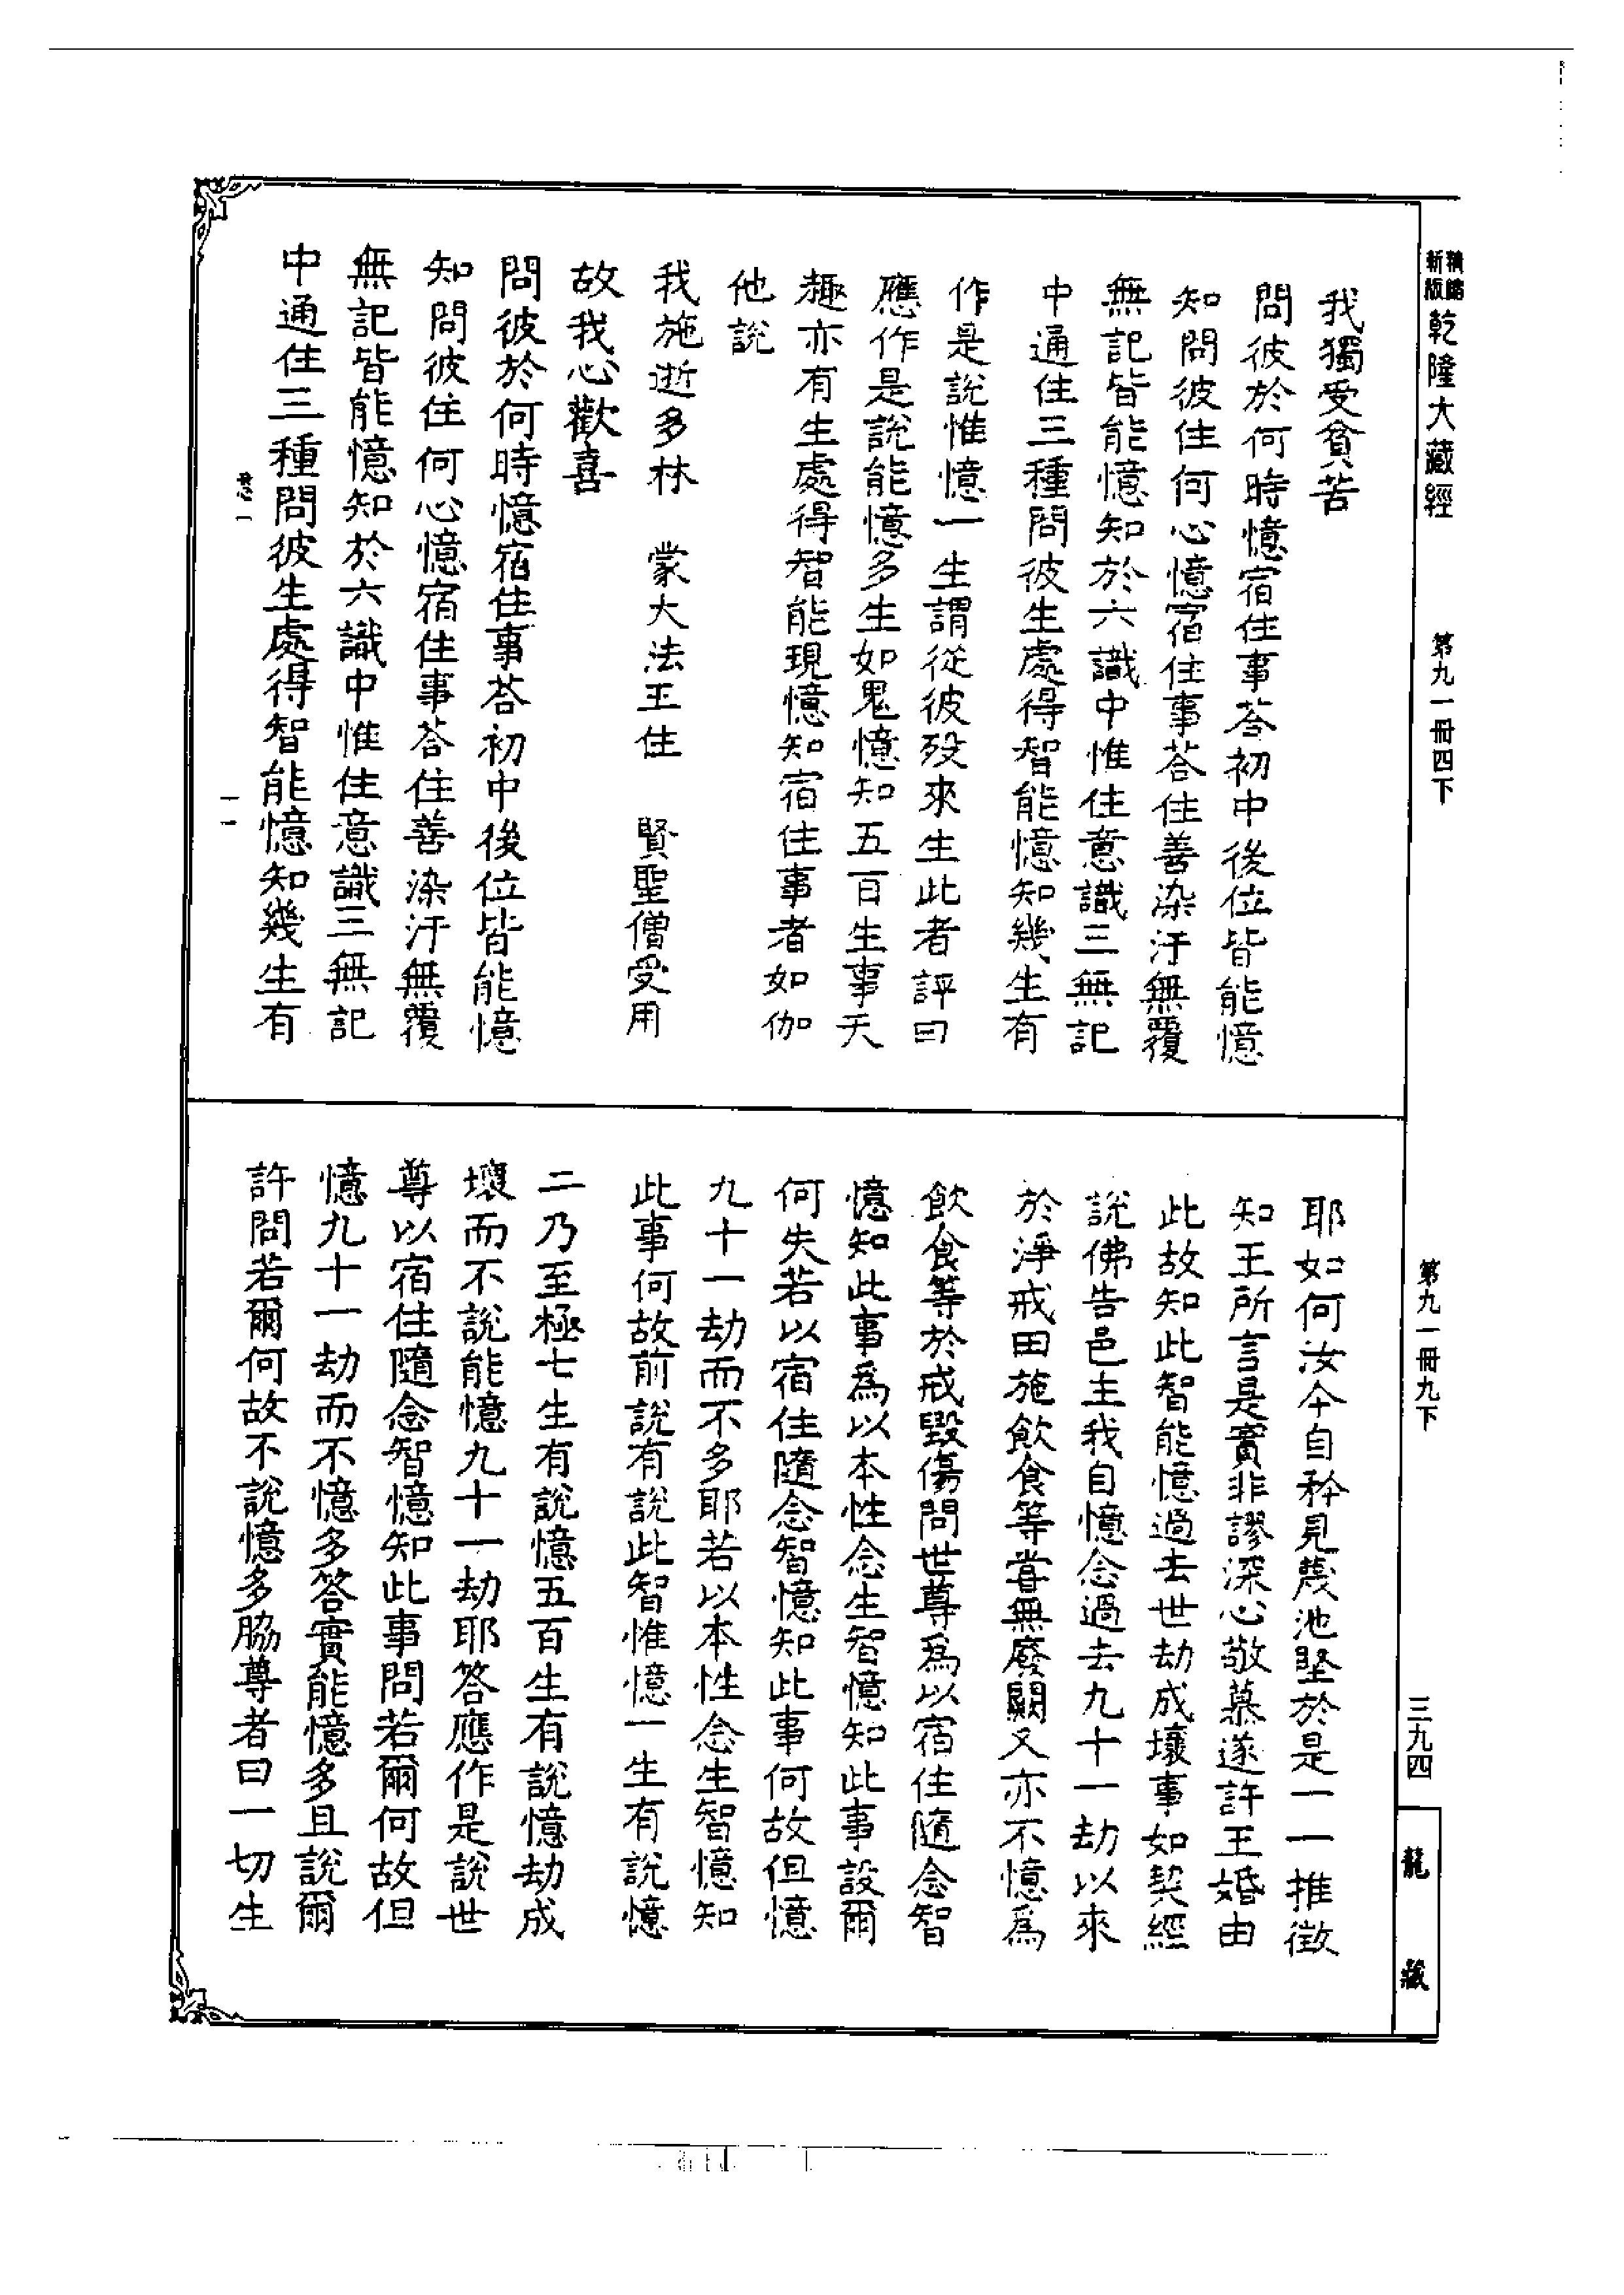 精縮
新版
乾隆大藏經
第九一冊四下
第九一冊九下
三九四
龍藏
我獨受貧苦
問彼於何時憶宿住事荅初中後位皆能憶
知問彼住何心憶宿住事荅住善染汙無覆
無記皆能憶知於六識中惟住意識三無記
中通住三種問彼生處得智能憶知幾生有
作是說惟憶一生謂從彼歿來生此者評曰
應作是說能憶多生如鬼憶知五百生事天
趣亦有生處得智能現憶知宿住事者如伽
他說
我施逝多林 蒙大法王住 賢聖僧受用
故我心歡喜
問彼於何時憶宿住事荅初中後位皆能憶
知問彼住何心憶宿住事荅住善染汙無覆
無記皆能憶知於六識中惟住意識三無記
中通住三種問彼生處得智能憶知幾生有
一一
耶如何汝今自矜見蔑池堅於是一一推徵
知王所言是實非謬深心敬慕遂許王婚由
此故知此智能憶過去世劫成壞事如契經
說佛告邑主我自憶念過去九十一劫以來
於淨戒田施飲食等嘗無廢闕又亦不憶為
飲食等於戒毀傷問世尊為以宿住隨念智
憶知此事為以本性念生智憶知此事設爾
何失若以宿住隨念智憶知此事何故但憶
九十一劫而不多耶若以本性念生智憶知
此事何故前說有說此智惟憶一生有說憶
二乃至極七生有說憶五百生有說憶劫成
壞而不說能憶九十一劫耶答應作是說世
尊以宿住隨念智憶知此事問若爾何故但
憶九十一劫而不憶多答實能憶多且說爾
許問若爾何故不說憶多脇尊者曰一切生